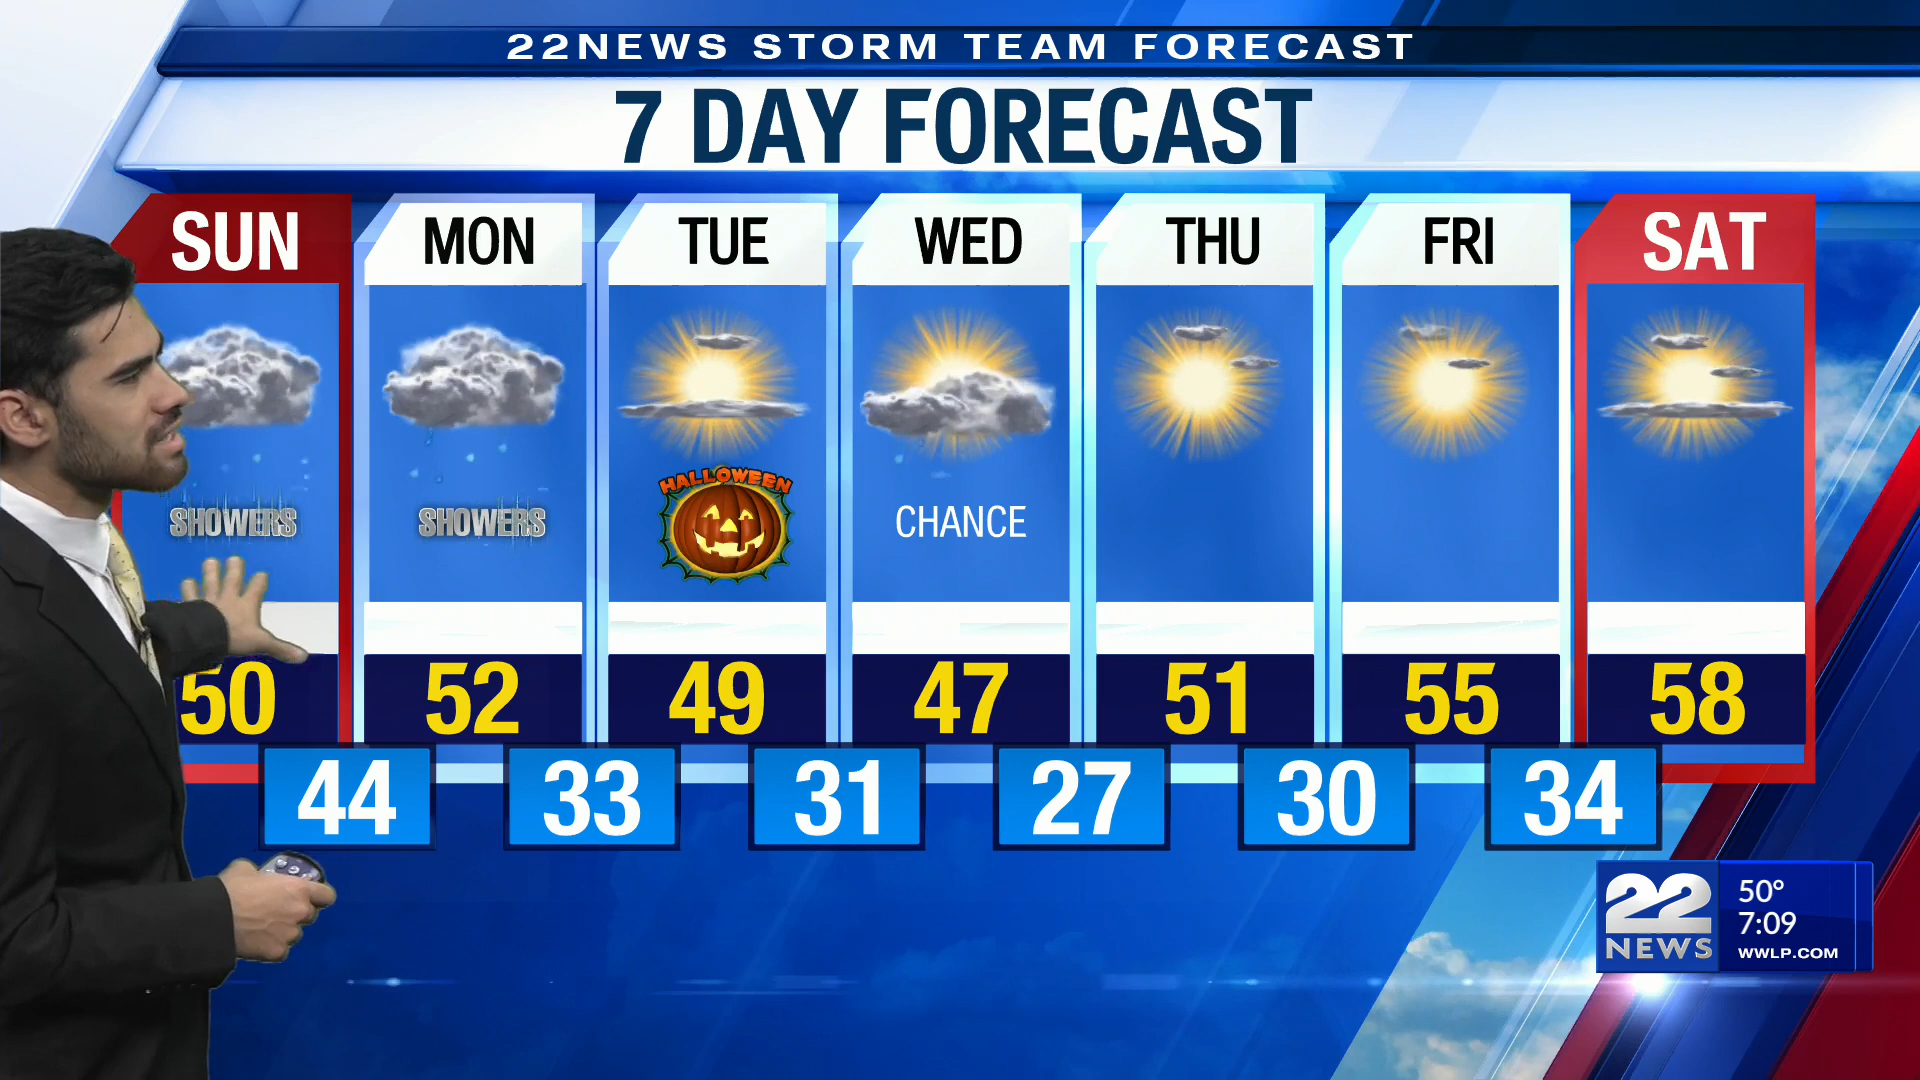 22NEWS STORM TEAM FORECAST
7 DAY FORECAST
SUN MON TUE WED THU FRI SAT
HALLOWEEN
SHOWERS SHOWERS CHANCE
50 52 49 47 51 55 58
44 33 31 27 30 34
22 NEWS
50°
7:09
WWLP.COM